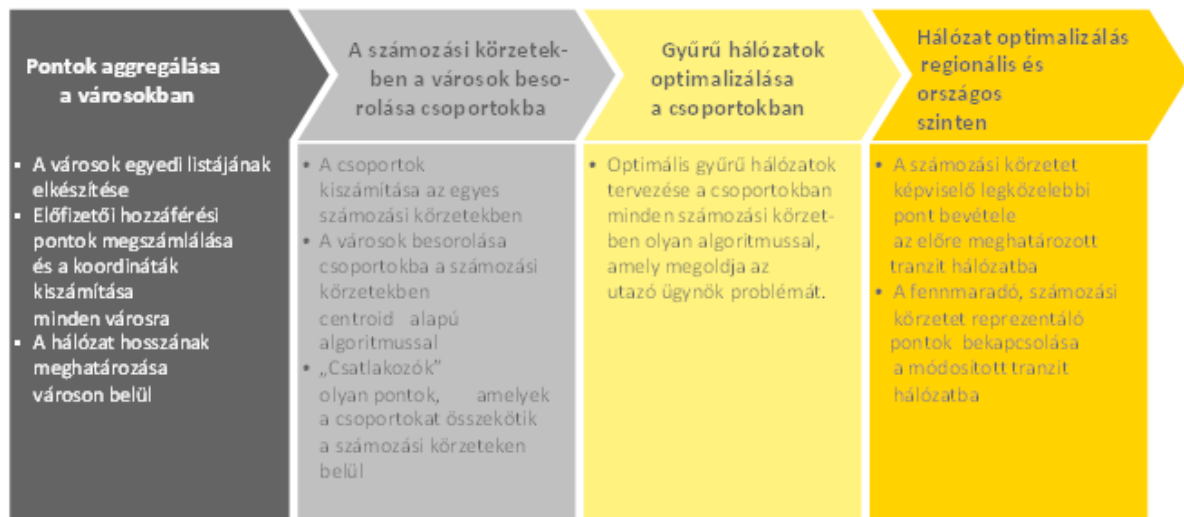 Pontok aggregálása
a városokban
▪ A városok egyedi listájának
elkészítése
▪ Előfizetői hozzáférési
pontok megszámlálása
és a koordináták
kiszámítása
minden városra
▪ A hálózat hosszának
meghatározása
városon belül
A számozási körzetek-
ben a városok beso-
rolása csoportokba
• A csoportok
kiszámítása az egyes
számozási körzetekben
• A városok besorolása
csoportokba a számozási
körzetekben
centroid alapú
algoritmussal
• „Csatlakozók”
olyan pontok, amelyek
a csoportokat összekötik
a számozási körzeteken
belül
Gyűrű hálózatok
optimalizálása
a csoportokban
• Optimális gyűrű hálózatok
tervezése a csoportokban
minden számozási körzet-
ben olyan algoritmussal,
amely megoldja az
utazó ügynök problémát.
Hálózat optimalizálás
regionális és
országos
szinten
• A számozási körzetet
képviselő legközelebbi
pont bevétele
az előre meghatározott
tranzit hálózatba
• A fennmaradó, számozási
körzetet reprezentáló
pontok bekapcsolása
a módosított tranzit
hálózatba